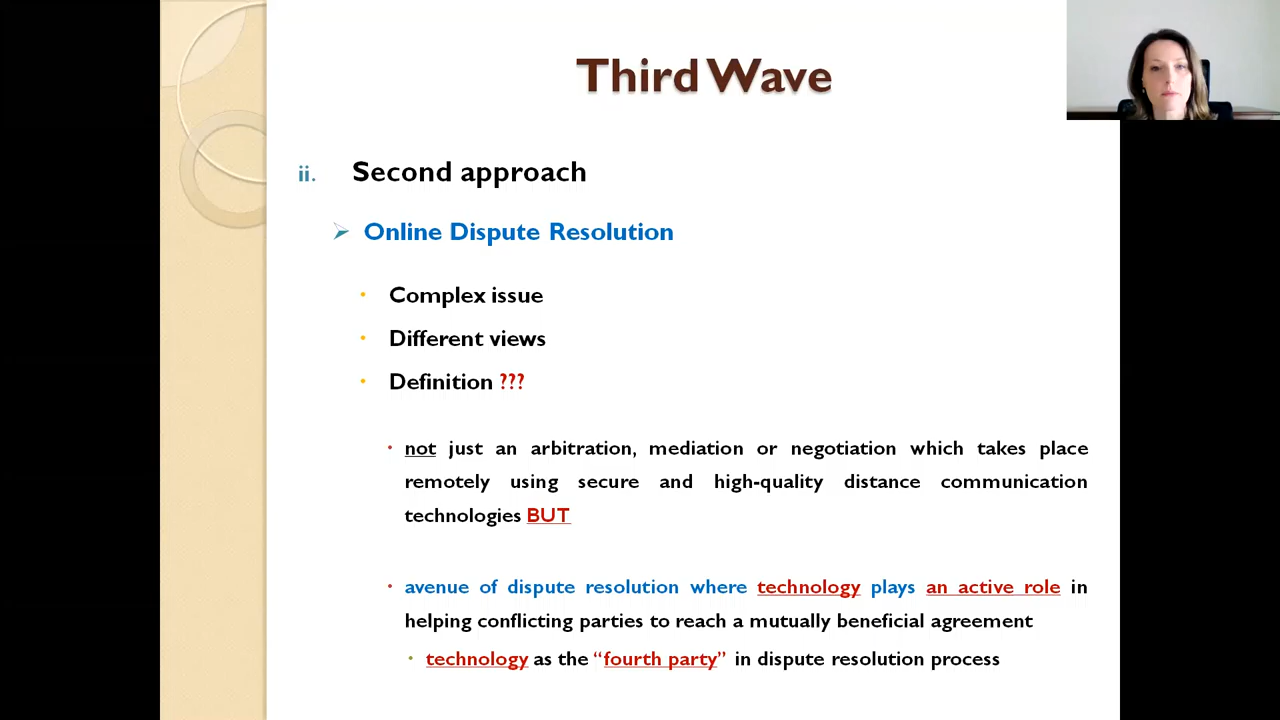 Third Wave
ii. Second approach
➢ Online Dispute Resolution
• Complex issue
• Different views
• Definition ???
• not just an arbitration, mediation or negotiation which takes place
remotely using secure and high-quality distance communication
technologies BUT
• avenue of dispute resolution where technology plays an active role in
helping conflicting parties to reach a mutually beneficial agreement
• technology as the “fourth party” in dispute resolution process